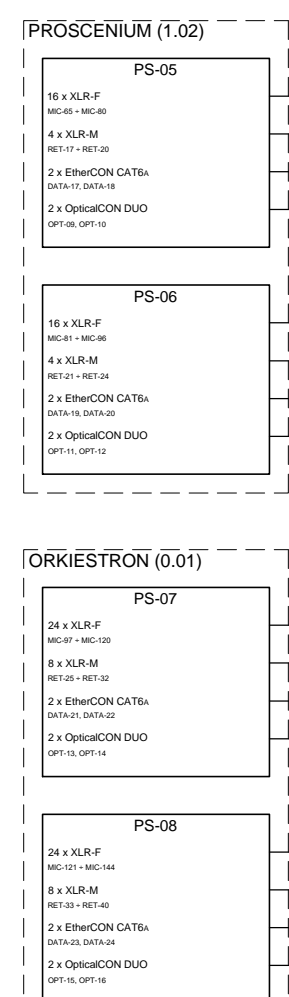 PROSCENIUM (1.02)
PS-05
16 x XLR-F
MIC-65 ÷ MIC-80
4 x XLR-M
RET-17 ÷ RET-20
2 x EtherCON CAT6A
DATA-17, DATA-18
2 x OpticalCON DUO
OPT-09, OPT-10
PS-06
16 x XLR-F
MIC-81 ÷ MIC-96
4 x XLR-M
RET-21 ÷ RET-24
2 x EtherCON CAT6A
DATA-19, DATA-20
2 x OpticalCON DUO
OPT-11, OPT-12
ORKIESTRON (0.01)
PS-07
24 x XLR-F
MIC-97 ÷ MIC-120
8 x XLR-M
RET-25 ÷ RET-32
2 x EtherCON CAT6A
DATA-21, DATA-22
2 x OpticalCON DUO
OPT-13, OPT-14
PS-08
24 x XLR-F
MIC-121 ÷ MIC-144
8 x XLR-M
RET-33 ÷ RET-40
2 x EtherCON CAT6A
DATA-23, DATA-24
2 x OpticalCON DUO
OPT-15, OPT-16